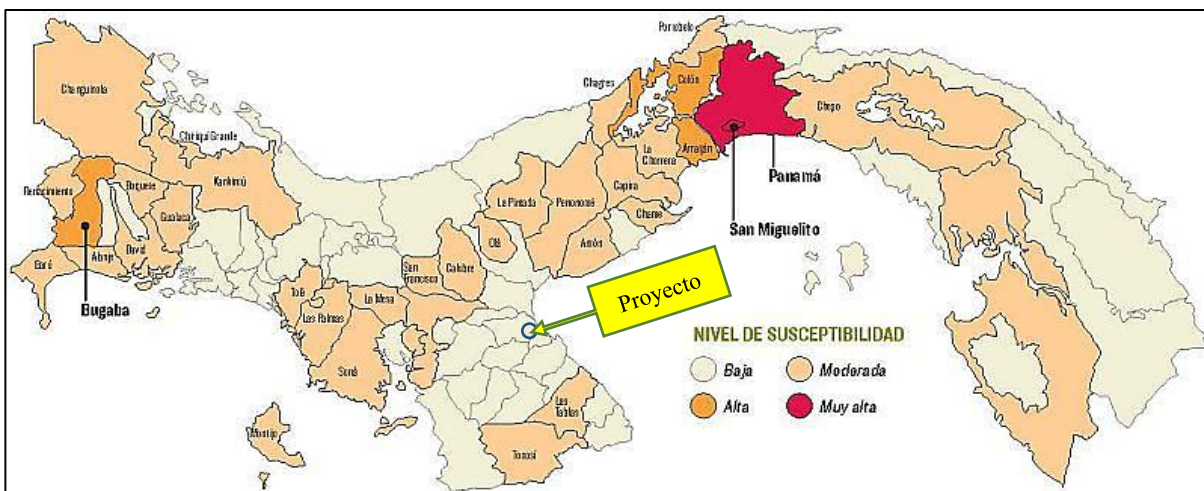 Portobelo
Changuinola
Chagres
Colón
Chepo
Chiriquí Grande
Arraiján
La Chorrera
Renacimiento
Boquete
Kankintú
Panamá
Gualaca
La Pintada
Penonomé
Capira
San Miguelito
Chame
Olá
Antón
David
Barú
San Francisco
Calobre
Bugaba
Tolé
La Mesa
Las Palmas
Proyecto
NIVEL DE SUSCEPTIBILIDAD
Baja
Moderada
Soná
Alta
Muy alta
Las Tablas
Montijo
Tonosí